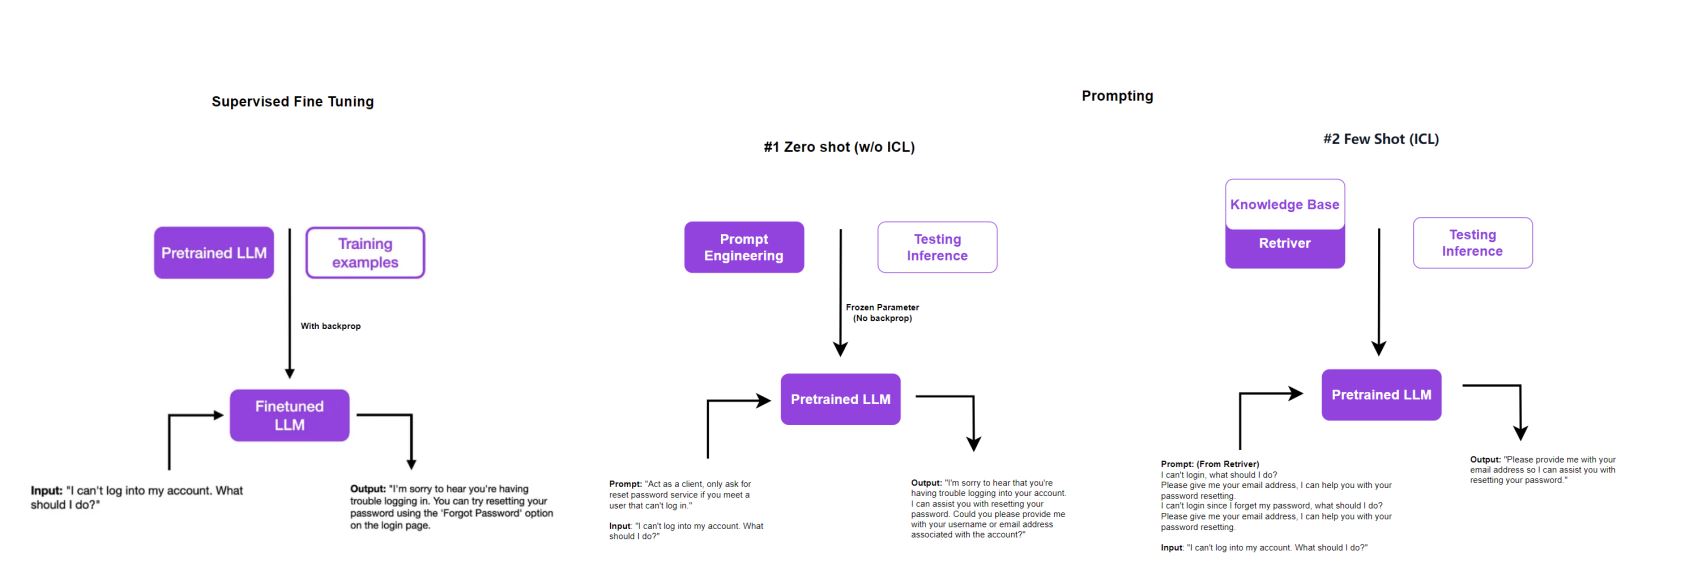 Supervised Fine Tuning
Pretrained LLM
Training
examples
With backprop
Finetuned
LLM
Input: "I can't log into my account. What
should I do?"
Output: "I'm sorry to hear you're having
trouble logging in. You can try resetting your
password using the 'Forgot Password' option
on the login page.
Prompting
#1 Zero shot (w/o ICL)
Prompt
Engineering
Testing
Inference
Frozen Parameter
(No backprop)
Pretrained LLM
Prompt: "Act as a client, only ask for
reset password service if you meet a
user that can't log in."
Input: "I can't log into my account. What
should I do?"
Output: "I'm sorry to hear that you're
having trouble logging into your account.
I can assist you with resetting your
password. Could you please provide me
with your username or email address
associated with the account?"
#2 Few Shot (ICL)
Knowledge Base
Retriver
Testing
Inference
Pretrained LLM
Prompt: (From Retriver)
I can't login, what should I do?
Please give me your email address, I can help you with your
password resetting.
I can't login since I forget my password, what should I do?
Please give me your email address, I can help you with your
password resetting.
Input: "I can't log into my account. What should I do?"
Output: "Please provide me with your
email address so I can assist you with
resetting your password."